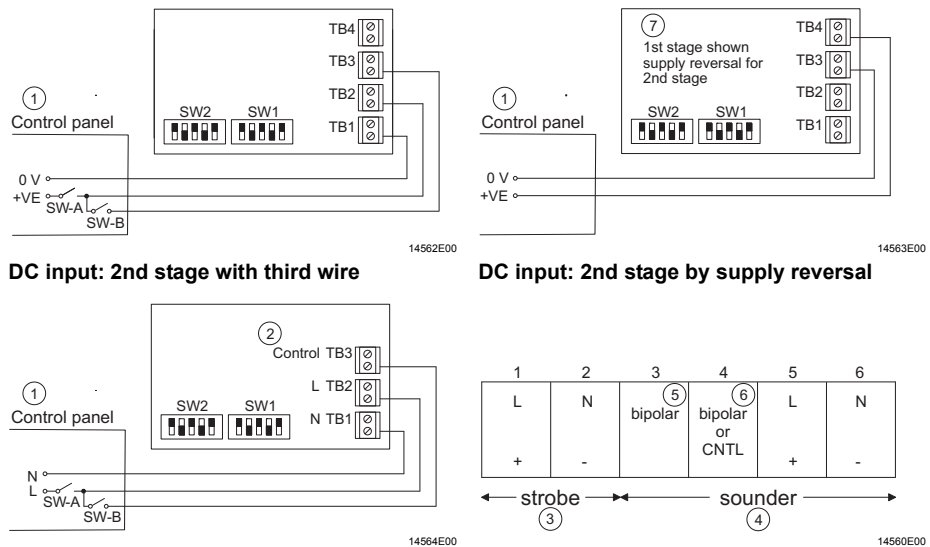 TB4
TB3
TB2
TB1
SW2 SW1
1
Control panel
0 V
+VE
SW-A
SW-B
14562E00
DC input: 2nd stage with third wire
7
1st stage shown
supply reversal for
2nd stage
TB4
TB3
TB2
TB1
SW2 SW1
1
Control panel
0 V
+VE
14563E00
DC input: 2nd stage by supply reversal
2
Control TB3
L TB2
N TB1
SW2 SW1
1
Control panel
N
L
SW-A
SW-B
14564E00
1 2 3 4 5 6
L N 5 6 L N
bipolar bipolar
or
CNTL
+ - + -
strobe sounder
3 4
14560E00